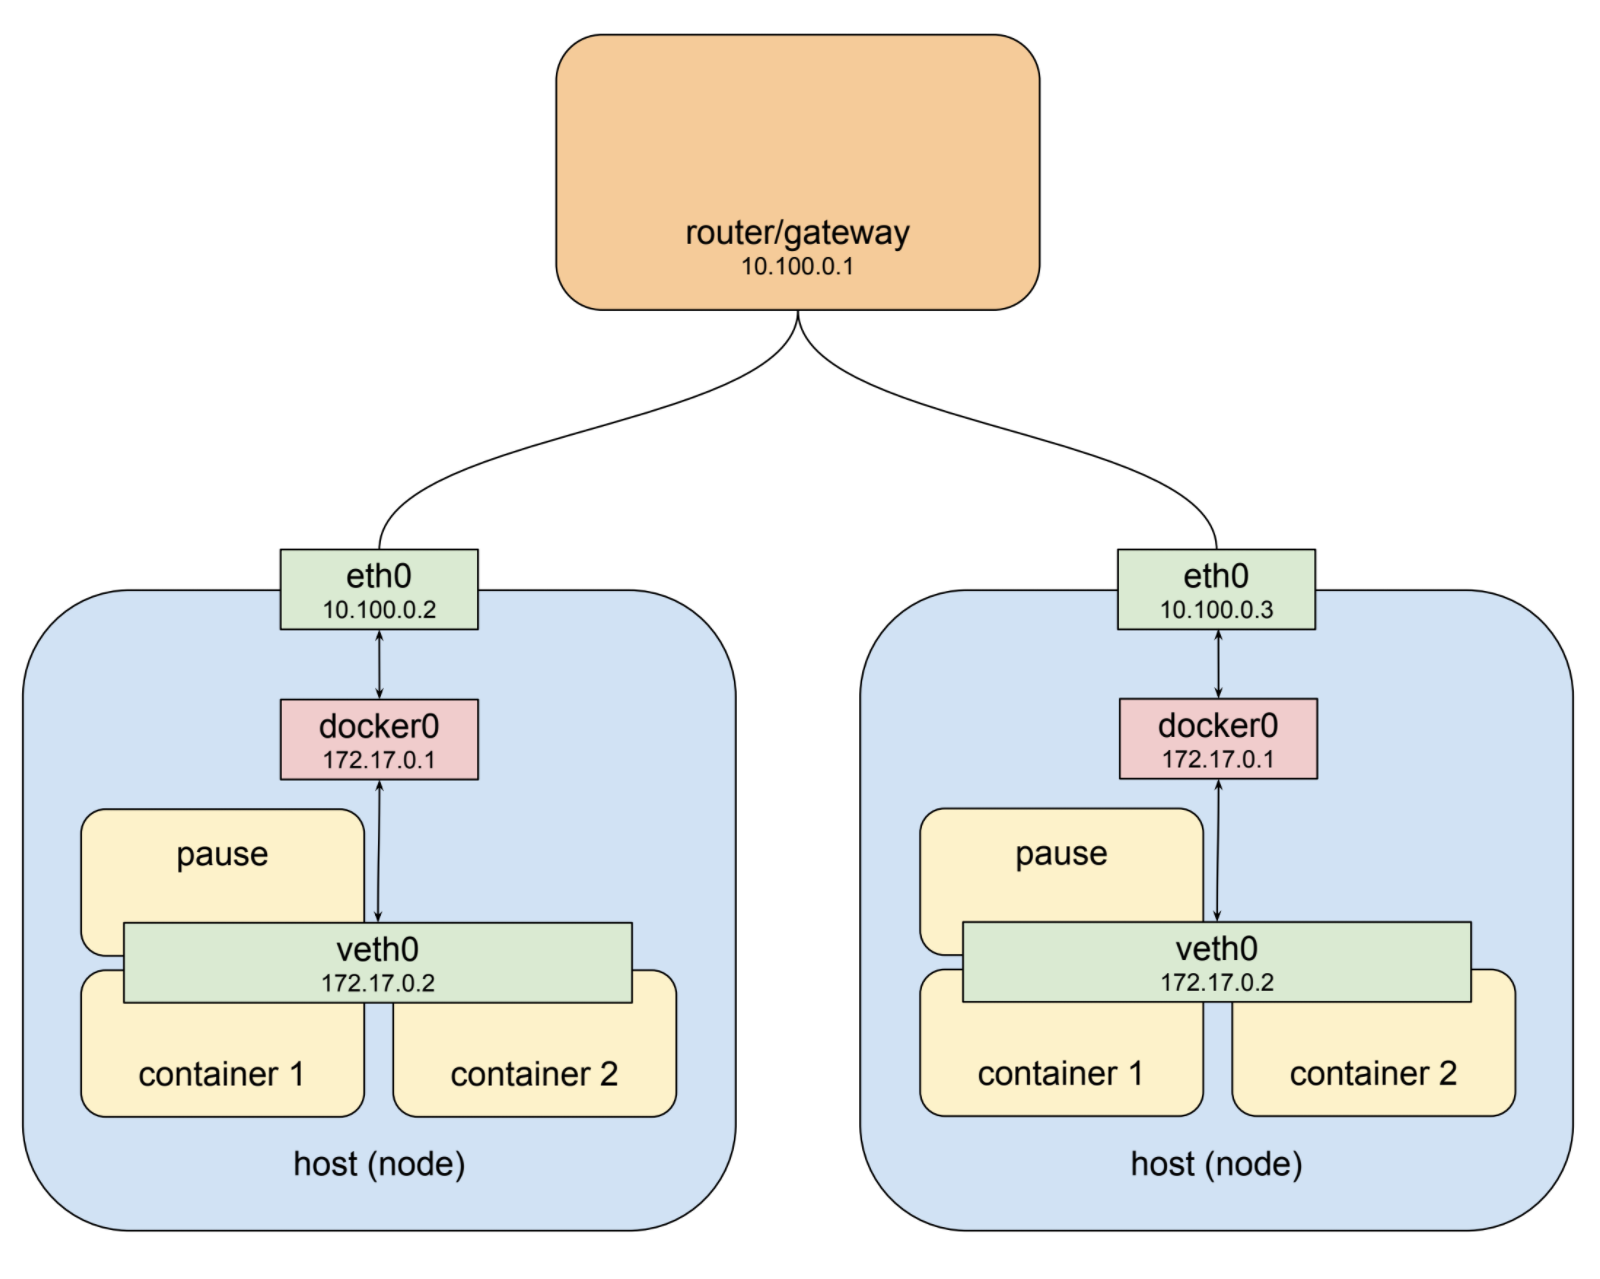 router/gateway
10.100.0.1
eth0
10.100.0.2
docker0
172.17.0.1
pause
veth0
172.17.0.2
container 1
container 2
host (node)
eth0
10.100.0.3
docker0
172.17.0.1
pause
veth0
172.17.0.2
container 1
container 2
host (node)